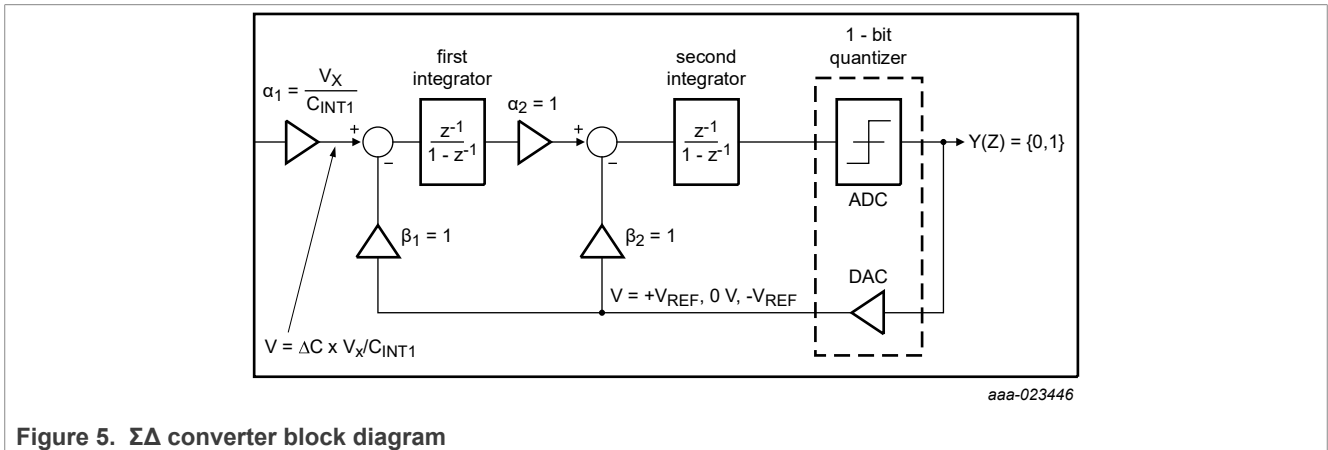 1 - bit
quantizer
first
integrator
second
integrator
α1 = VX
CINT1
α2 = 1
+
−
z-1
1 - z-1
+
−
z-1
1 - z-1
Y(Z) = {0,1}
ADC
β1 = 1
β2 = 1
DAC
V = +VREF, 0 V, -VREF
V = ΔC x Vx/CINT1
aaa-023446
Figure 5. ΣΔ converter block diagram